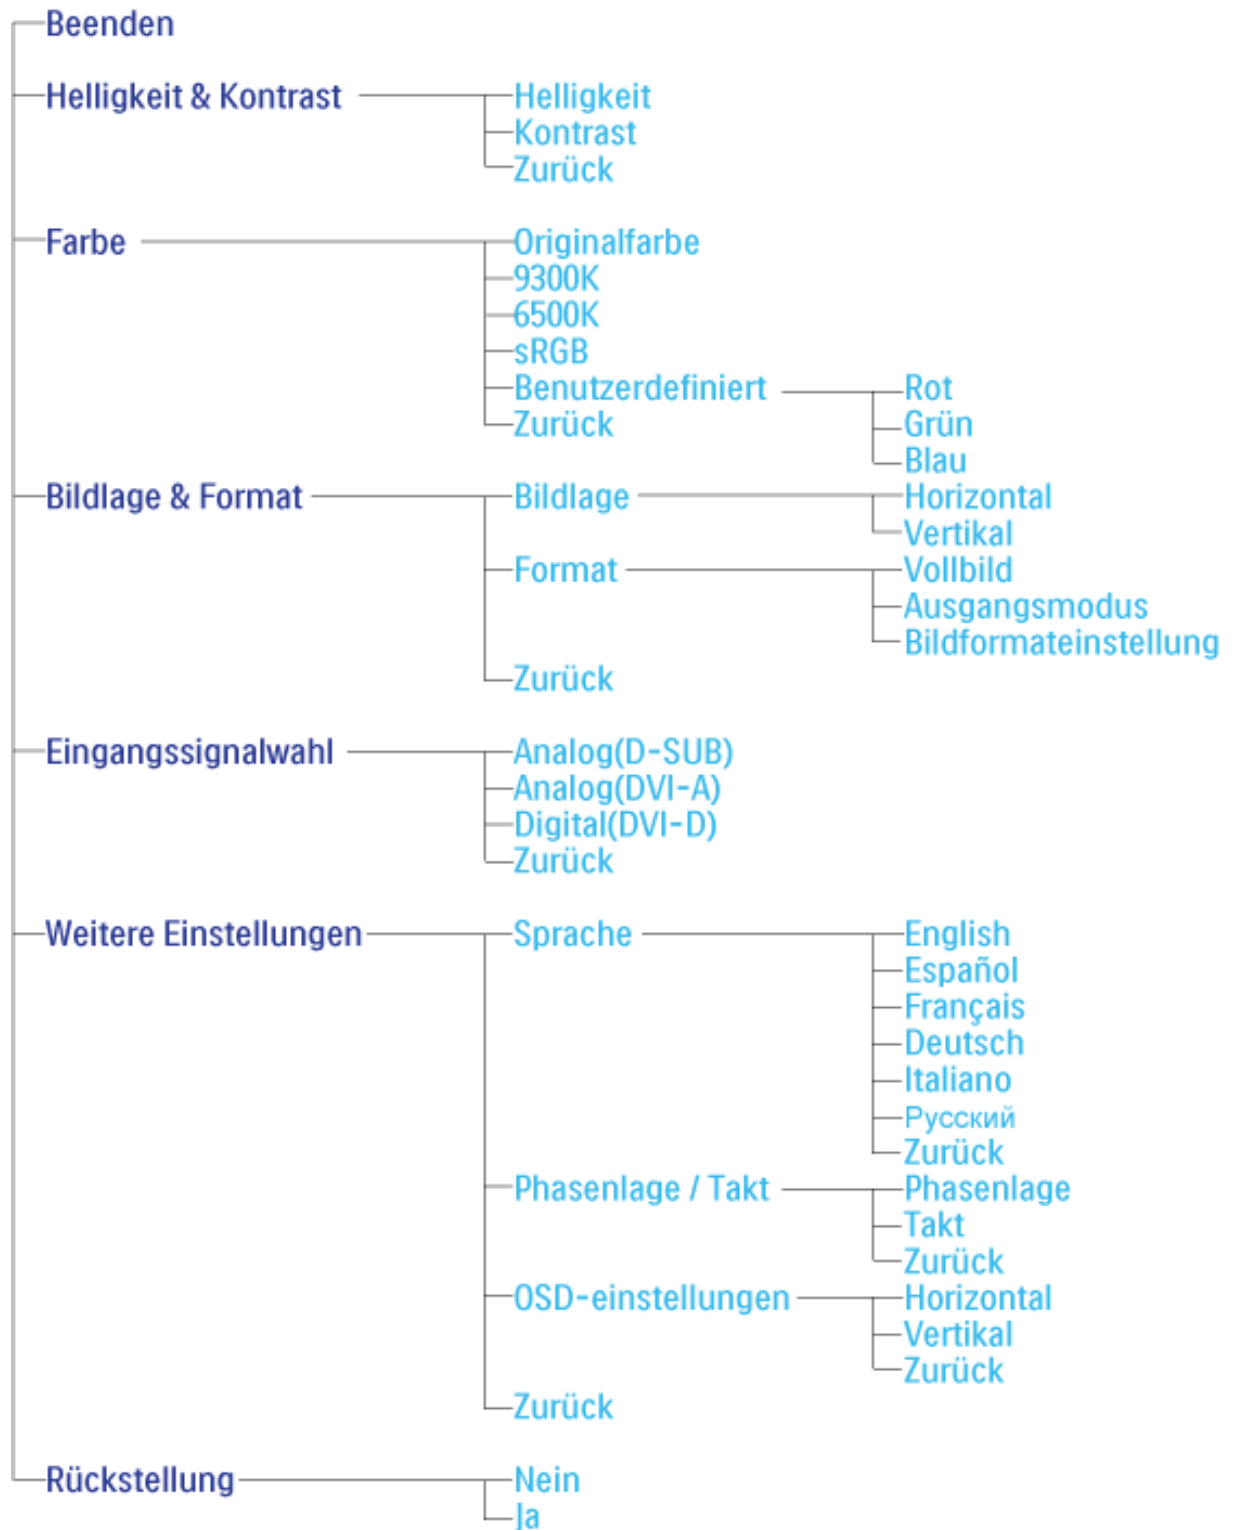 Beenden
Helligkeit & Kontrast Helligkeit
Kontrast
Zurück
Farbe Originalfarbe
9300K
6500K
sRGB
Benutzerdefiniert Rot
Zurück Grün
Blau
Bildlage & Format Bildlage Horizontal
Vertikal
Format Vollbild
Ausgangsmodus
Bildformateinstellung
Zurück
Eingangssignalwahl Analog(D-SUB)
Analog(DVI-A)
Digital(DVI-D)
Zurück
Weitere Einstellungen Sprache English
Español
Français
Deutsch
Italiano
Русский
Zurück
Phasenlage / Takt Phasenlage
Takt
Zurück
OSD-einstellungen Horizontal
Vertikal
Zurück
Zurück
Rückstellung Nein
Ja